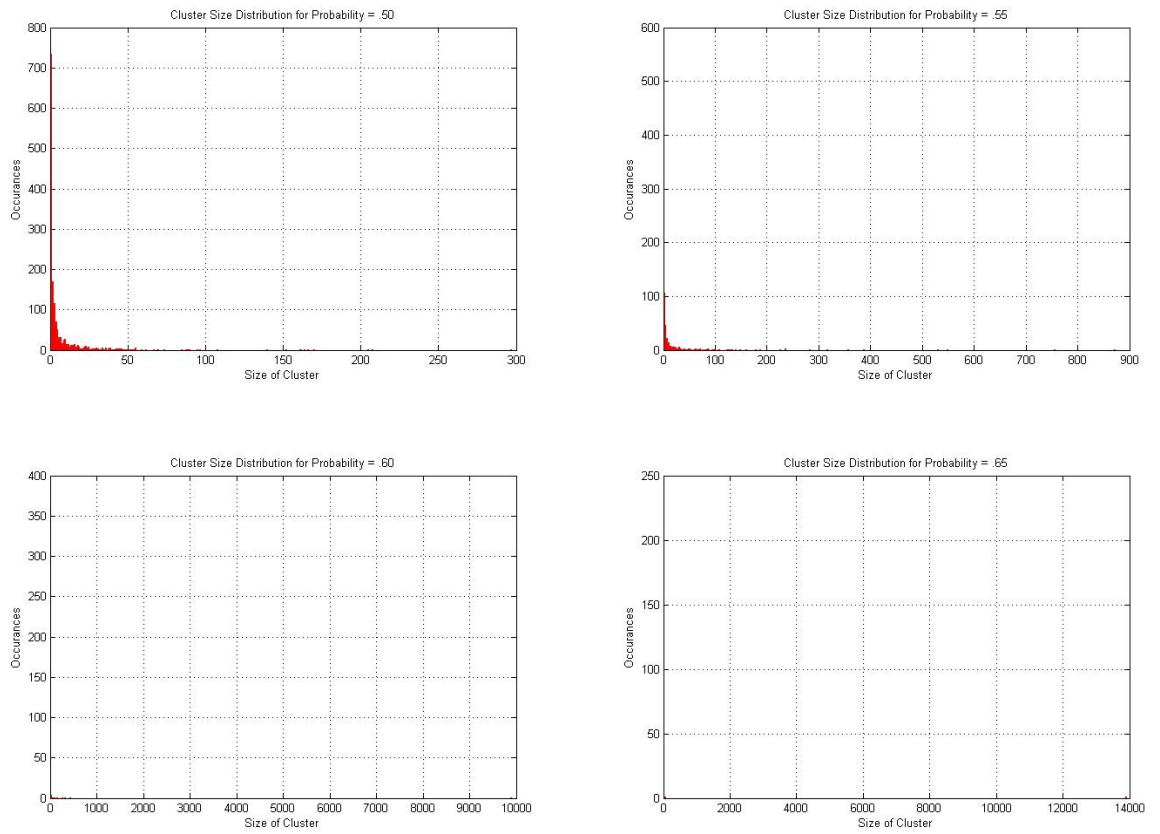 Cluster Size Distribution for Probability = .50
800
700
600
500
400
300
200
100
0
Occurances
0 50 100 150 200 250 300
Size of Cluster
Cluster Size Distribution for Probability = .55
600
500
400
300
200
100
0
Occurances
0 100 200 300 400 500 600 700 800 900
Size of Cluster
Cluster Size Distribution for Probability = .60
400
350
300
250
200
150
100
50
0
Occurances
0 1000 2000 3000 4000 5000 6000 7000 8000 9000 10000
Size of Cluster
Cluster Size Distribution for Probability = .65
250
200
150
100
50
0
Occurances
0 2000 4000 6000 8000 10000 12000 14000
Size of Cluster